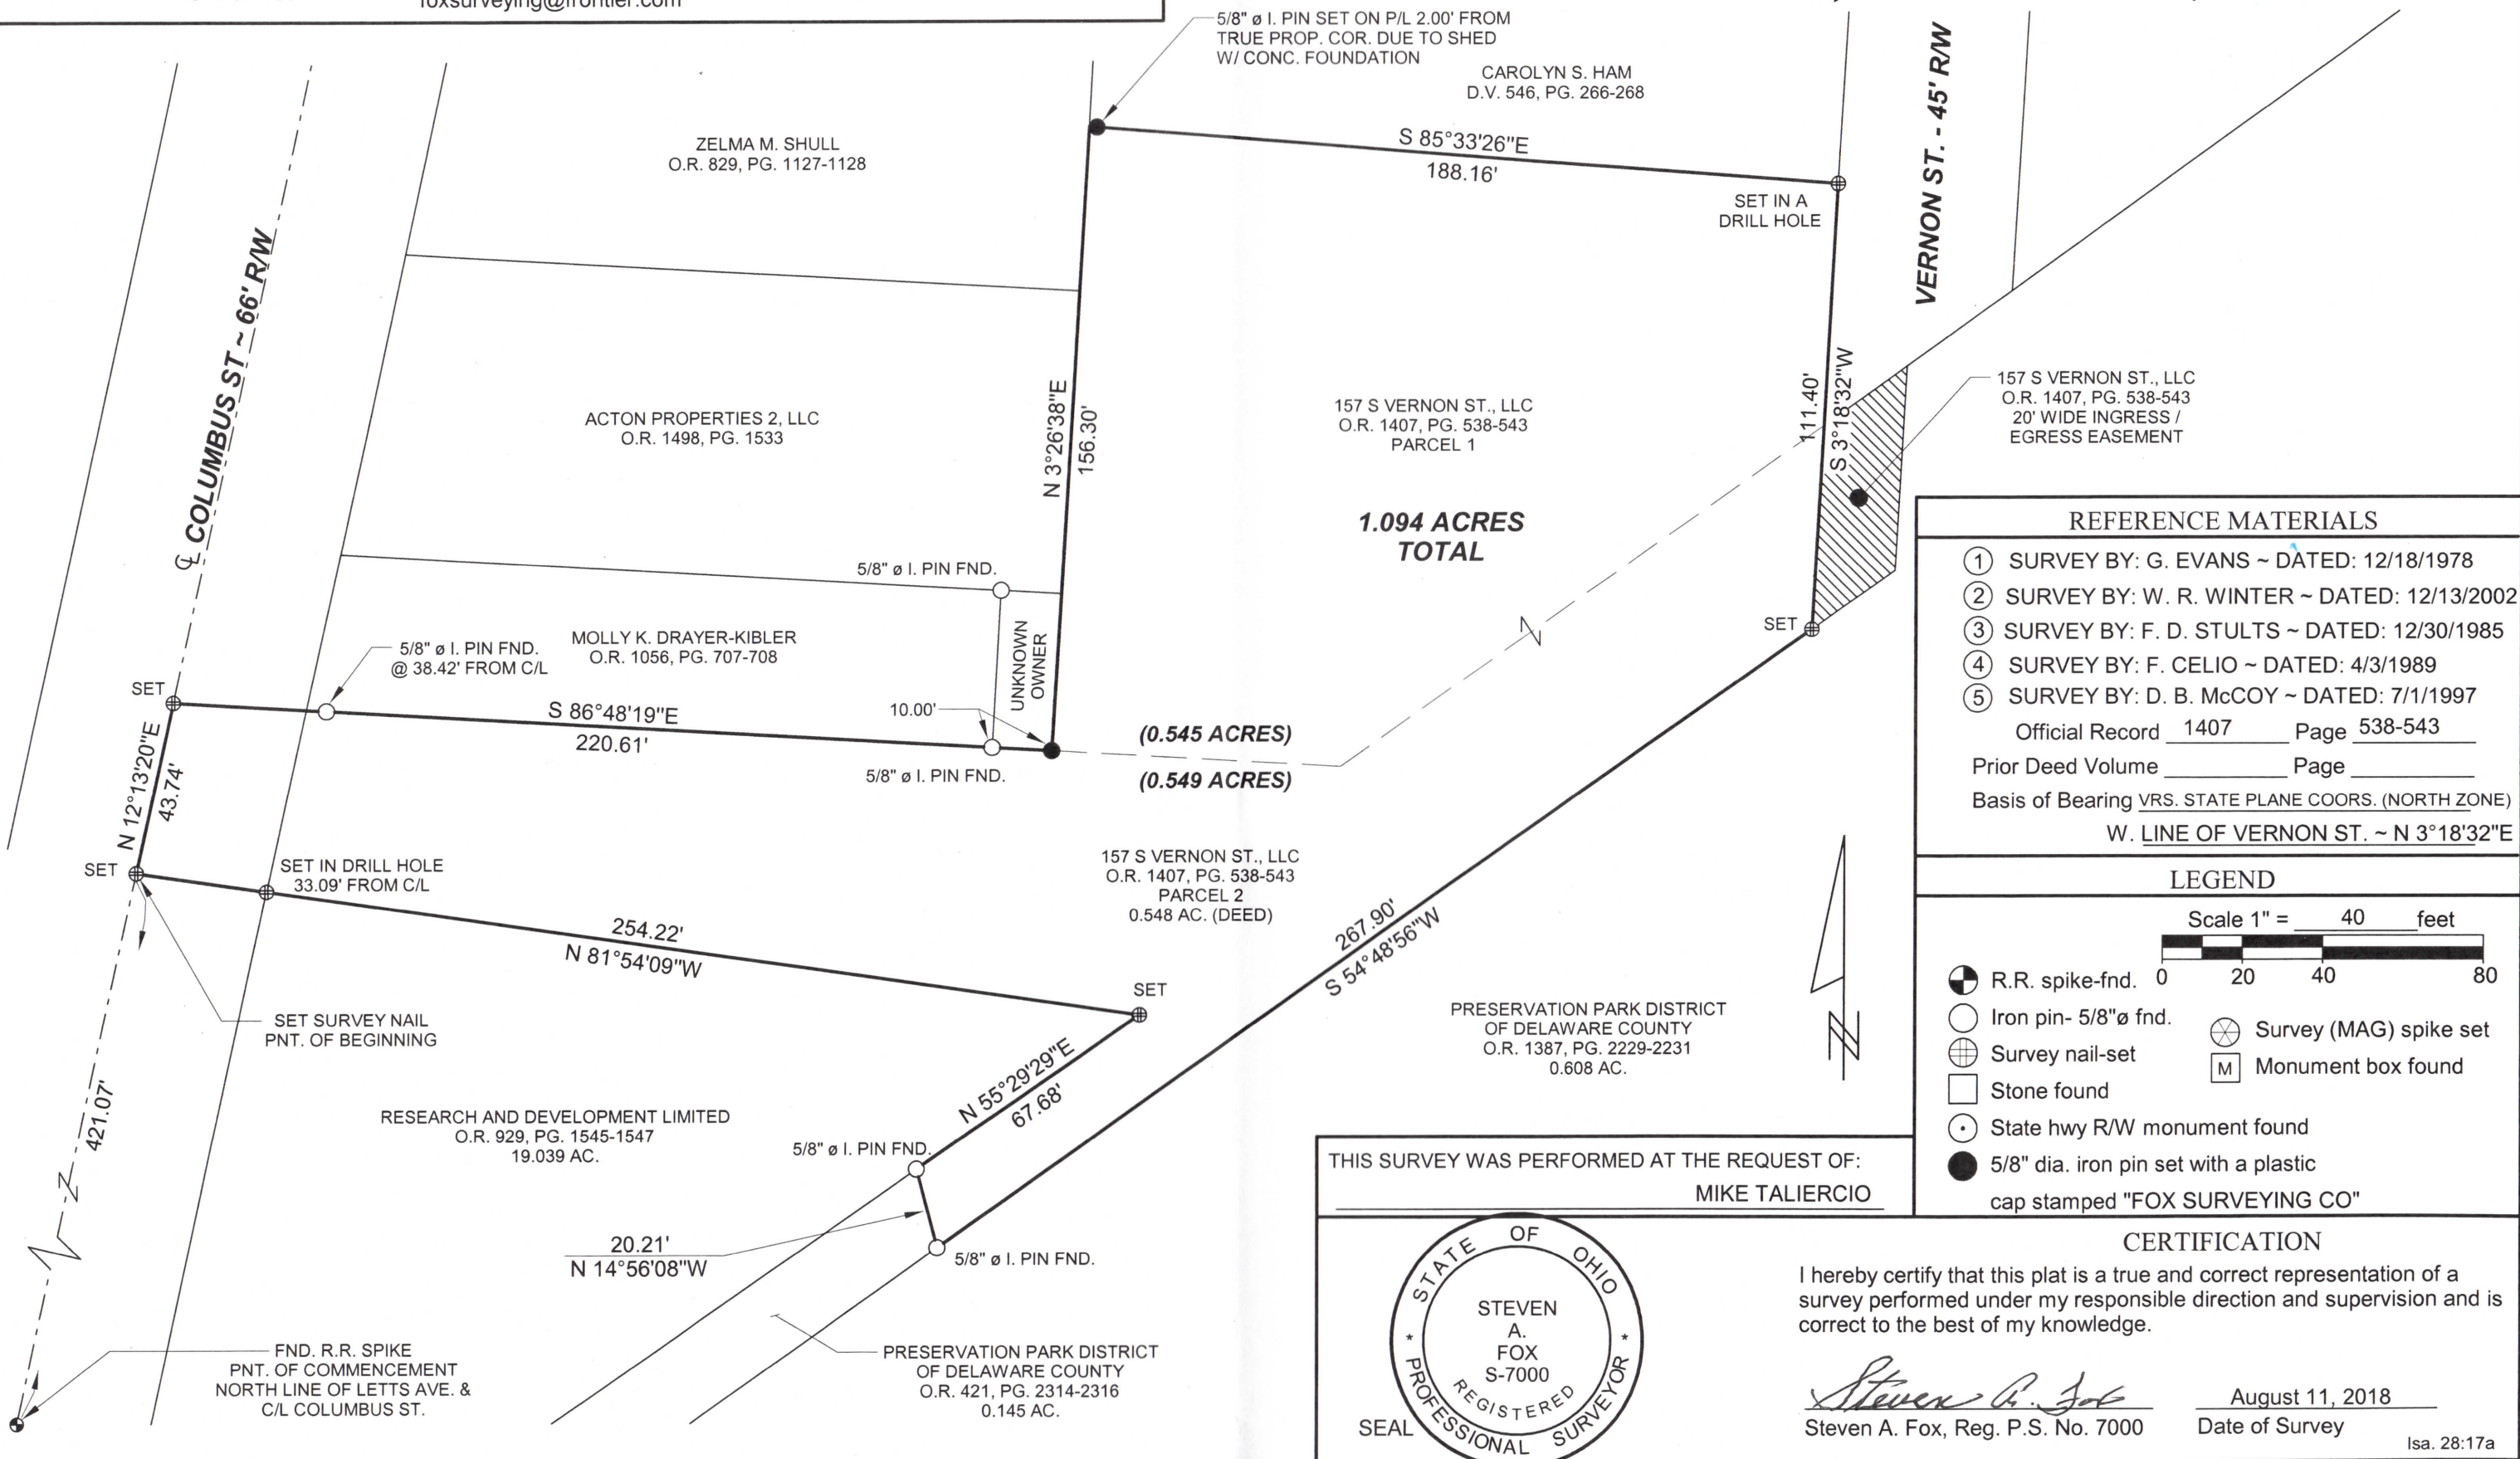 foxsurveying@frontier.com
5/8" ø I. PIN SET ON P/L 2.00' FROM
TRUE PROP. COR. DUE TO SHED
W/ CONC. FOUNDATION
CAROLYN S. HAM
D.V. 546, PG. 266-268
VERNON ST. - 45' R/W
ZELMA M. SHULL
O.R. 829, PG. 1127-1128
S 85°33'26"E
188.16'
SET IN A
DRILL HOLE
℄ COLUMBUS ST ~ 66' R/W
ACTON PROPERTIES 2, LLC
O.R. 1498, PG. 1533
N 3°26'38"E
156.30'
157 S VERNON ST., LLC
O.R. 1407, PG. 538-543
PARCEL 1
111.40'
S 3°18'32"W
157 S VERNON ST., LLC
O.R. 1407, PG. 538-543
20' WIDE INGRESS /
EGRESS EASEMENT
1.094 ACRES
TOTAL
5/8" ø I. PIN FND.
SET
MOLLY K. DRAYER-KIBLER
O.R. 1056, PG. 707-708
UNKNOWN
OWNER
5/8" ø I. PIN FND.
@ 38.42' FROM C/L
SET
S 86°48'19"E
220.61'
10.00'
5/8" ø I. PIN FND.
(0.545 ACRES)
(0.549 ACRES)
N 12°13'20"E
43.74'
SET
SET IN DRILL HOLE
33.09' FROM C/L
157 S VERNON ST., LLC
O.R. 1407, PG. 538-543
PARCEL 2
0.548 AC. (DEED)
254.22'
N 81°54'09"W
267.90'
S 54°48'56"W
SET
SET SURVEY NAIL
PNT. OF BEGINNING
PRESERVATION PARK DISTRICT
OF DELAWARE COUNTY
O.R. 1387, PG. 2229-2231
0.608 AC.
N
N 55°29'29"E
67.68'
421.07'
RESEARCH AND DEVELOPMENT LIMITED
O.R. 929, PG. 1545-1547
19.039 AC.
5/8" ø I. PIN FND.
20.21'
N 14°56'08"W
5/8" ø I. PIN FND.
FND. R.R. SPIKE
PNT. OF COMMENCEMENT
NORTH LINE OF LETTS AVE. &
C/L COLUMBUS ST.
PRESERVATION PARK DISTRICT
OF DELAWARE COUNTY
O.R. 421, PG. 2314-2316
0.145 AC.
REFERENCE MATERIALS
1 SURVEY BY: G. EVANS ~ DATED: 12/18/1978
2 SURVEY BY: W. R. WINTER ~ DATED: 12/13/2002
3 SURVEY BY: F. D. STULTS ~ DATED: 12/30/1985
4 SURVEY BY: F. CELIO ~ DATED: 4/3/1989
5 SURVEY BY: D. B. McCOY ~ DATED: 7/1/1997
Official Record 1407 Page 538-543
Prior Deed Volume Page
Basis of Bearing VRS. STATE PLANE COORS. (NORTH ZONE)
W. LINE OF VERNON ST. ~ N 3°18'32"E
LEGEND
Scale 1" = 40 feet
0 20 40 80
R.R. spike-fnd.
Iron pin- 5/8"ø fnd.
Survey (MAG) spike set
Survey nail-set
M Monument box found
Stone found
State hwy R/W monument found
5/8" dia. iron pin set with a plastic
cap stamped "FOX SURVEYING CO"
THIS SURVEY WAS PERFORMED AT THE REQUEST OF:
MIKE TALIERCIO
STATE OF OHIO
STEVEN
A.
FOX
S-7000
REGISTERED
* PROFESSIONAL SURVEYOR *
SEAL
CERTIFICATION
I hereby certify that this plat is a true and correct representation of a
survey performed under my responsible direction and supervision and is
correct to the best of my knowledge.
Steven A. Fox
August 11, 2018
Steven A. Fox, Reg. P.S. No. 7000
Date of Survey
Isa. 28:17a